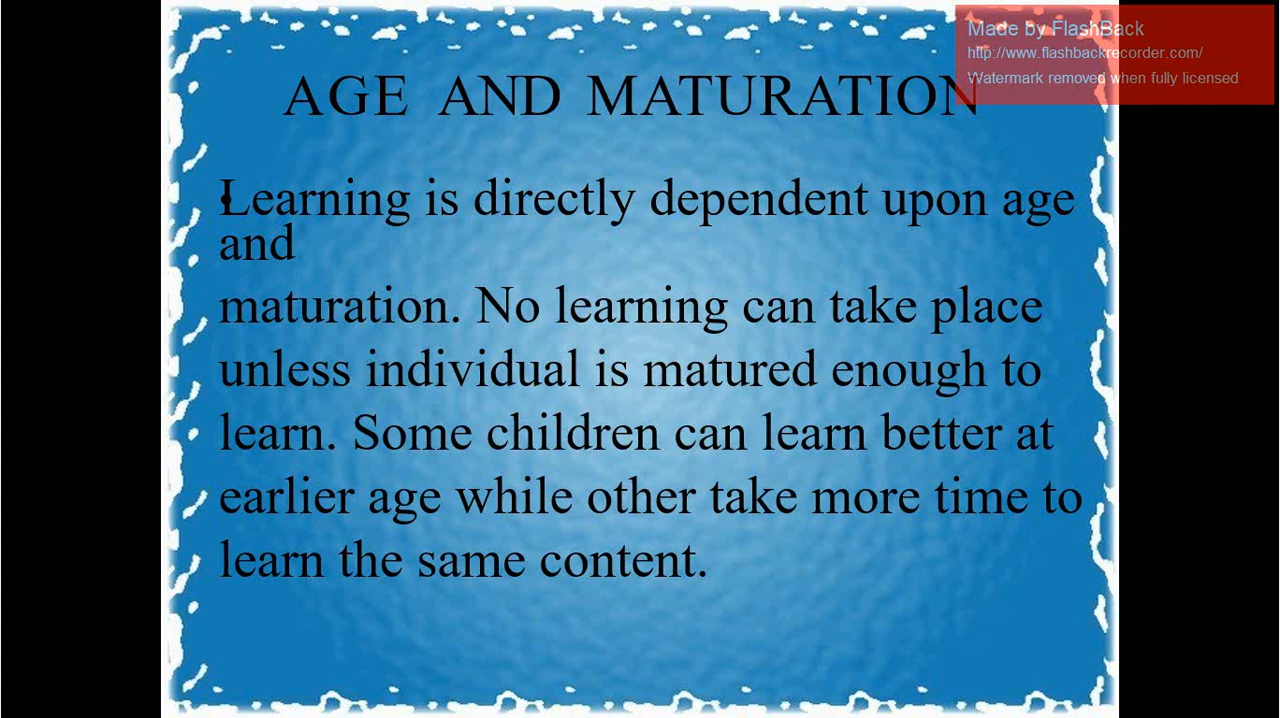 Made by FlashBack
http://www.flashbackrecorder.com/
Watermark removed when fully licensed
AGE AND MATURATION
•Learning is directly dependent upon age
and
maturation. No learning can take place
unless individual is matured enough to
learn. Some children can learn better at
earlier age while other take more time to
learn the same content.